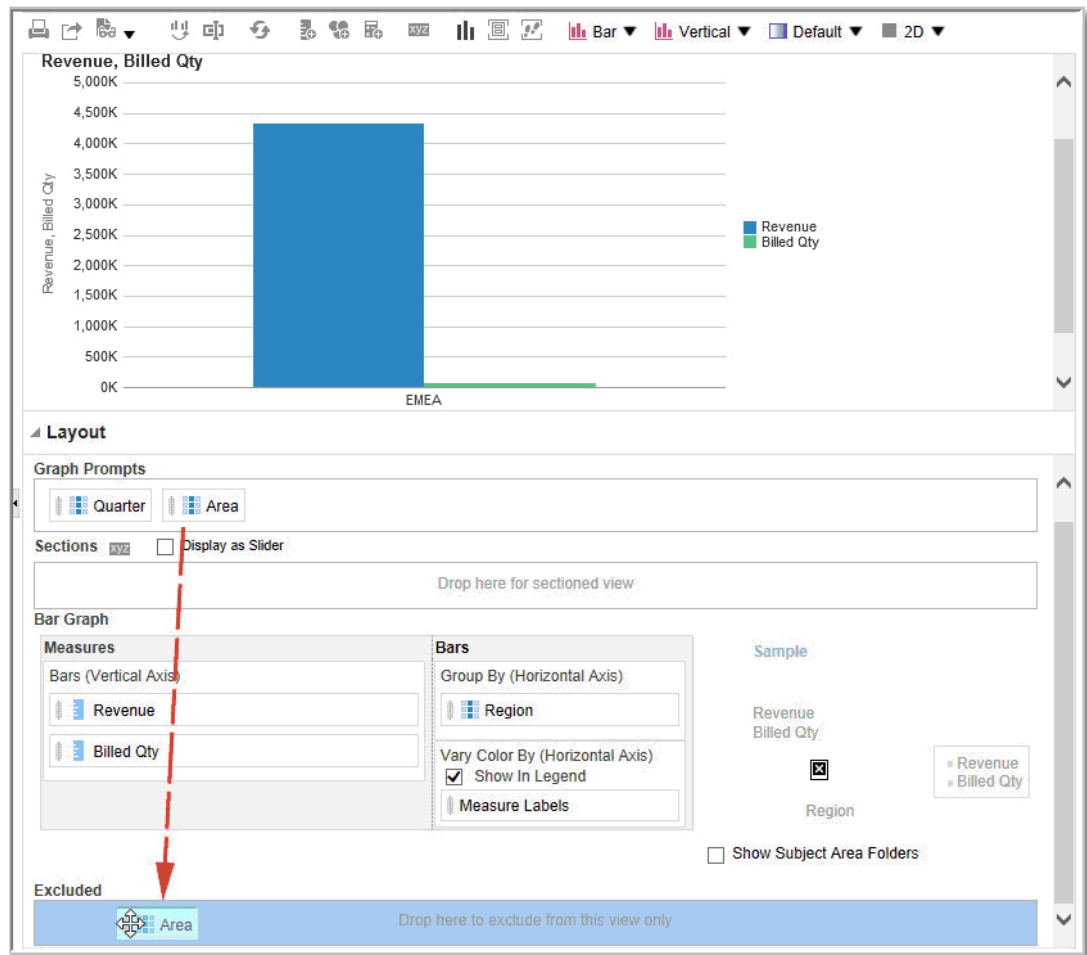 xyz Bar Vertical Default 2D
Revenue, Billed Qty
5,000K
4,500K
4,000K
3,500K
3,000K
2,500K
2,000K
1,500K
1,000K
500K
0K
Revenue, Billed Qty
EMEA
Revenue
Billed Qty
Layout
Graph Prompts
Quarter Area
Sections xyz Display as Slider
Drop here for sectioned view
Bar Graph
Measures
Bars (Vertical Axis)
Revenue
Billed Qty
Bars
Group By (Horizontal Axis)
Region
Vary Color By (Horizontal Axis)
Show In Legend
Measure Labels
Sample
Revenue
Billed Qty
Revenue
Billed Qty
Region
Show Subject Area Folders
Excluded
Area Drop here to exclude from this view only